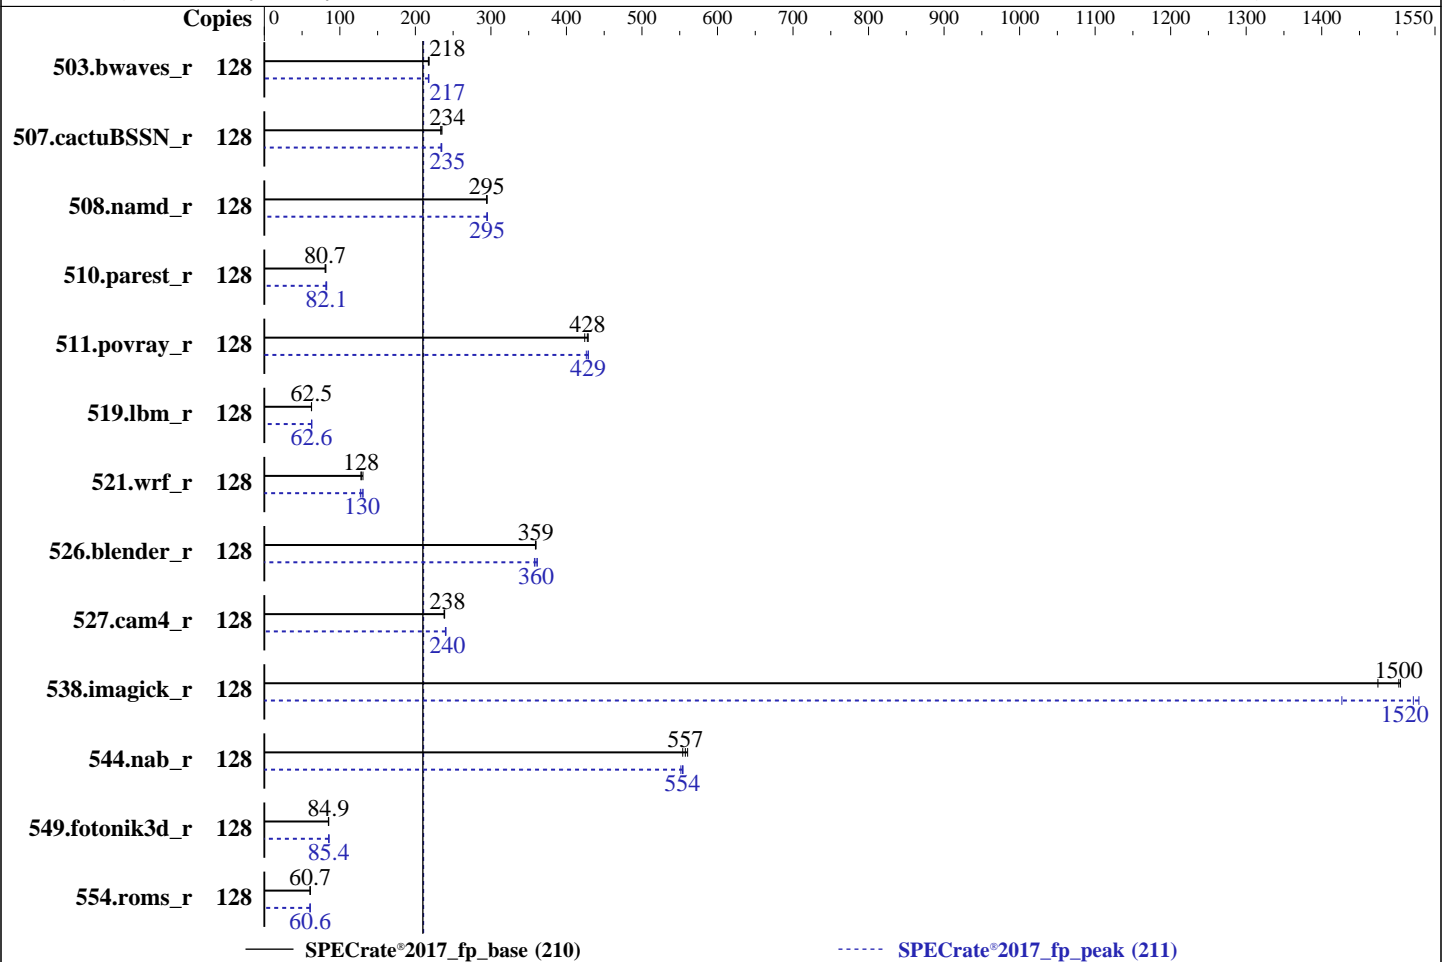 Copies 0 100 200 300 400 500 600 700 800 900 1000 1100 1200 1300 1400 1550
218
503.bwaves_r 128
217
234
507.cactuBSSN_r 128
235
295
508.namd_r 128
295
80.7
510.parest_r 128
82.1
428
511.povray_r 128
429
62.5
519.lbm_r 128
62.6
128
521.wrf_r 128
130
359
526.blender_r 128
360
238
527.cam4_r 128
240
1500
538.imagick_r 128
1520
557
544.nab_r 128
554
84.9
549.fotonik3d_r 128
85.4
60.7
554.roms_r 128
60.6
SPECrate®2017_fp_base (210) SPECrate®2017_fp_peak (211)